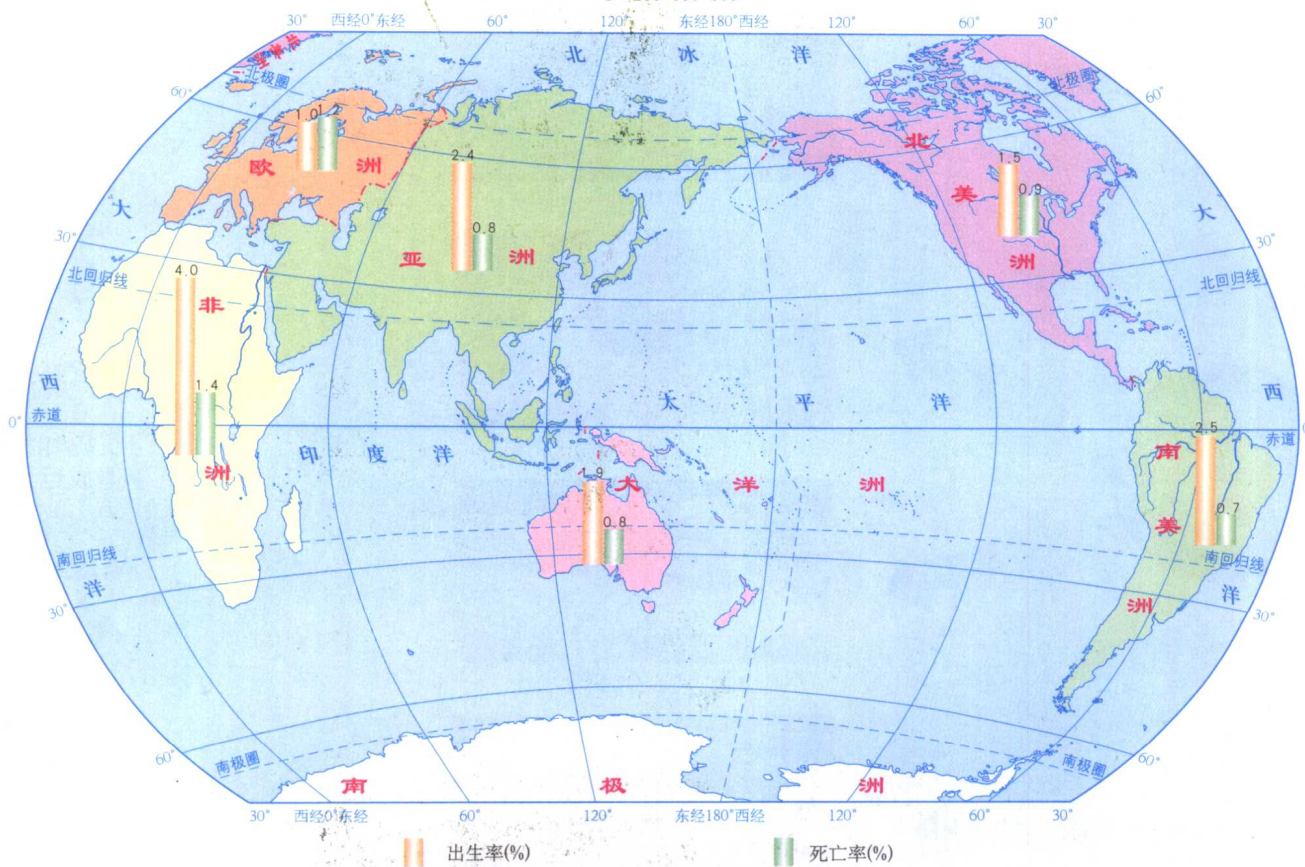 30° 西经0°东经 60° 120° 东经180°西经 120° 60° 30°
北冰洋
北极圈 北极圈
60° 60°
1.0 1.2
欧洲
2.4 0.8
亚洲
1.5 0.9
北美洲
大 大
30° 30°
北回归线 北回归线
4.0 1.4
非洲
西 西
太平洋
0° 赤道 赤道 0°
印度洋
1.9 0.8
大洋洲
2.5 0.7
南美洲
南回归线 南回归线
洋 洋
30° 30°
60° 60°
南极圈 南极圈
南极洲
30° 西经0°东经 60° 120° 东经180°西经 120° 60° 30°
出生率(%) 死亡率(%)